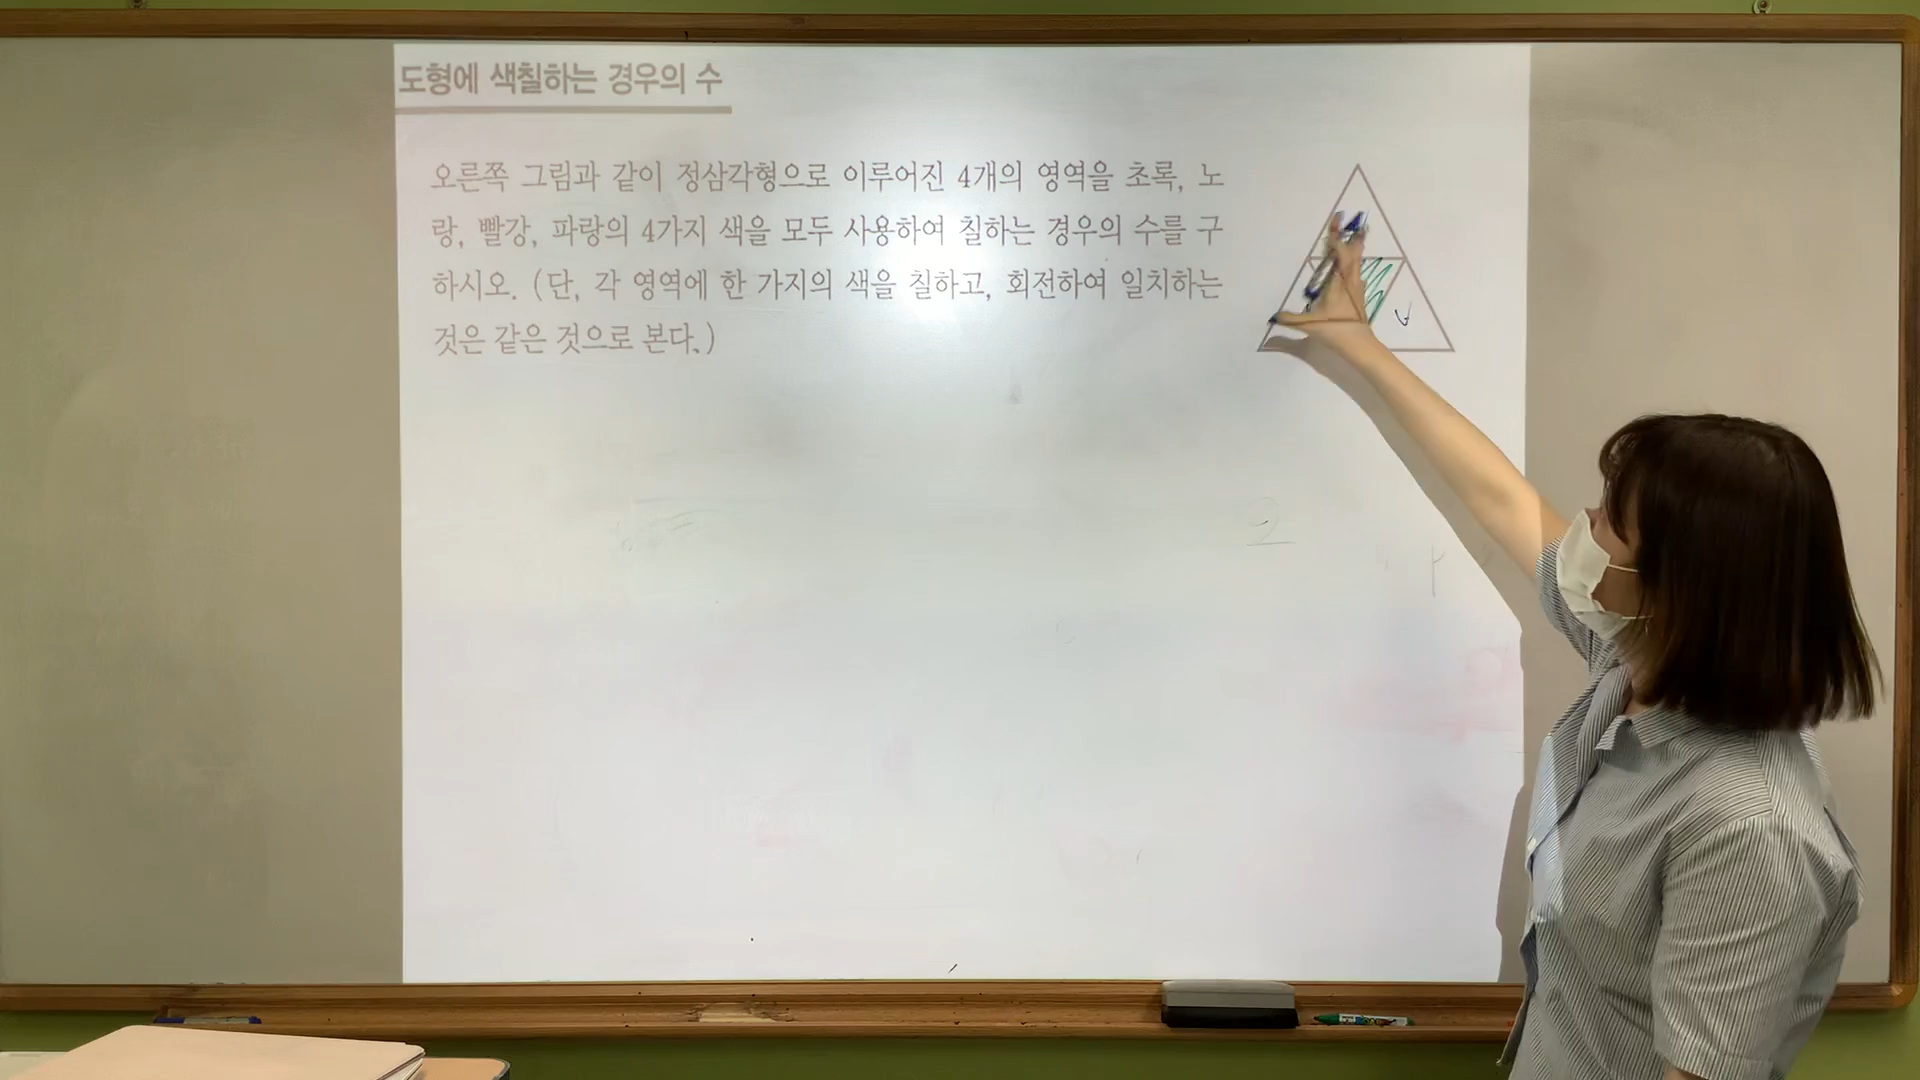 도형에 색칠하는 경우의 수
오른쪽 그림과 같이 정삼각형으로 이루어진 4개의 영역을 초록, 노
랑, 빨강, 파랑의 4가지 색을 모두 사용하여 칠하는 경우의 수를 구
하시오. (단, 각 영역에 한 가지의 색을 칠하고, 회전하여 일치하는
것은 같은 것으로 본다.)
2